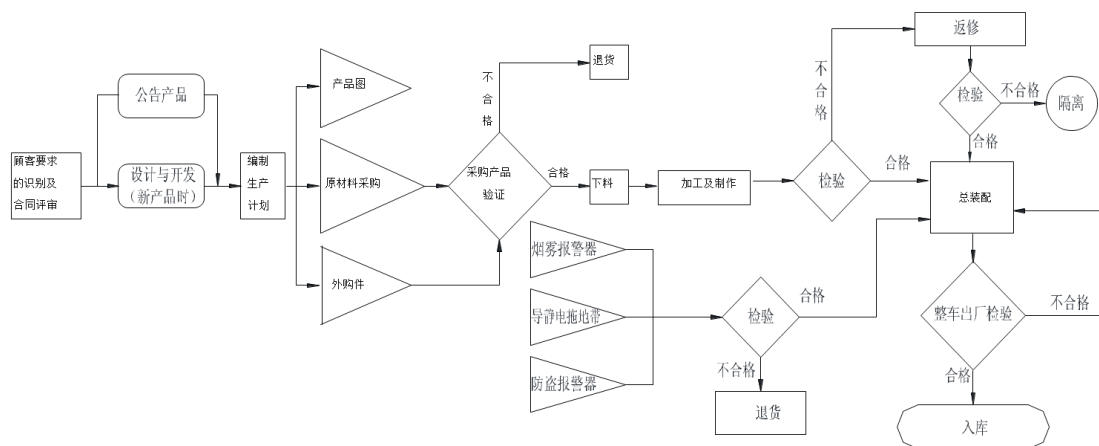 公告产品
顾客要求
的识别及
合同评审
设计与开发
（新产品时）
编制
生产
计划
产品图
原材料采购
外购件
不合格
退货
采购产品
验证
合格
下料
加工及制作
不合格
检验
合格
返修
检验
不合格
隔离
合格
总装配
烟雾报警器
导静电拖地带
防盗报警器
检验
合格
不合格
退货
整车出厂检验
不合格
合格
入库